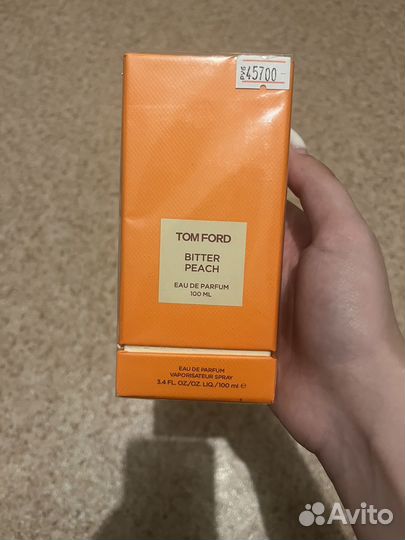 РУБ 45700-
TOM FORD
BITTER
PEACH
EAU DE PARFUM
100 ML
EAU DE PARFUM
VAPORISATEUR SPRAY
3.4 FL. OZ./OZ. LIQ./100 ml ℮
Avito